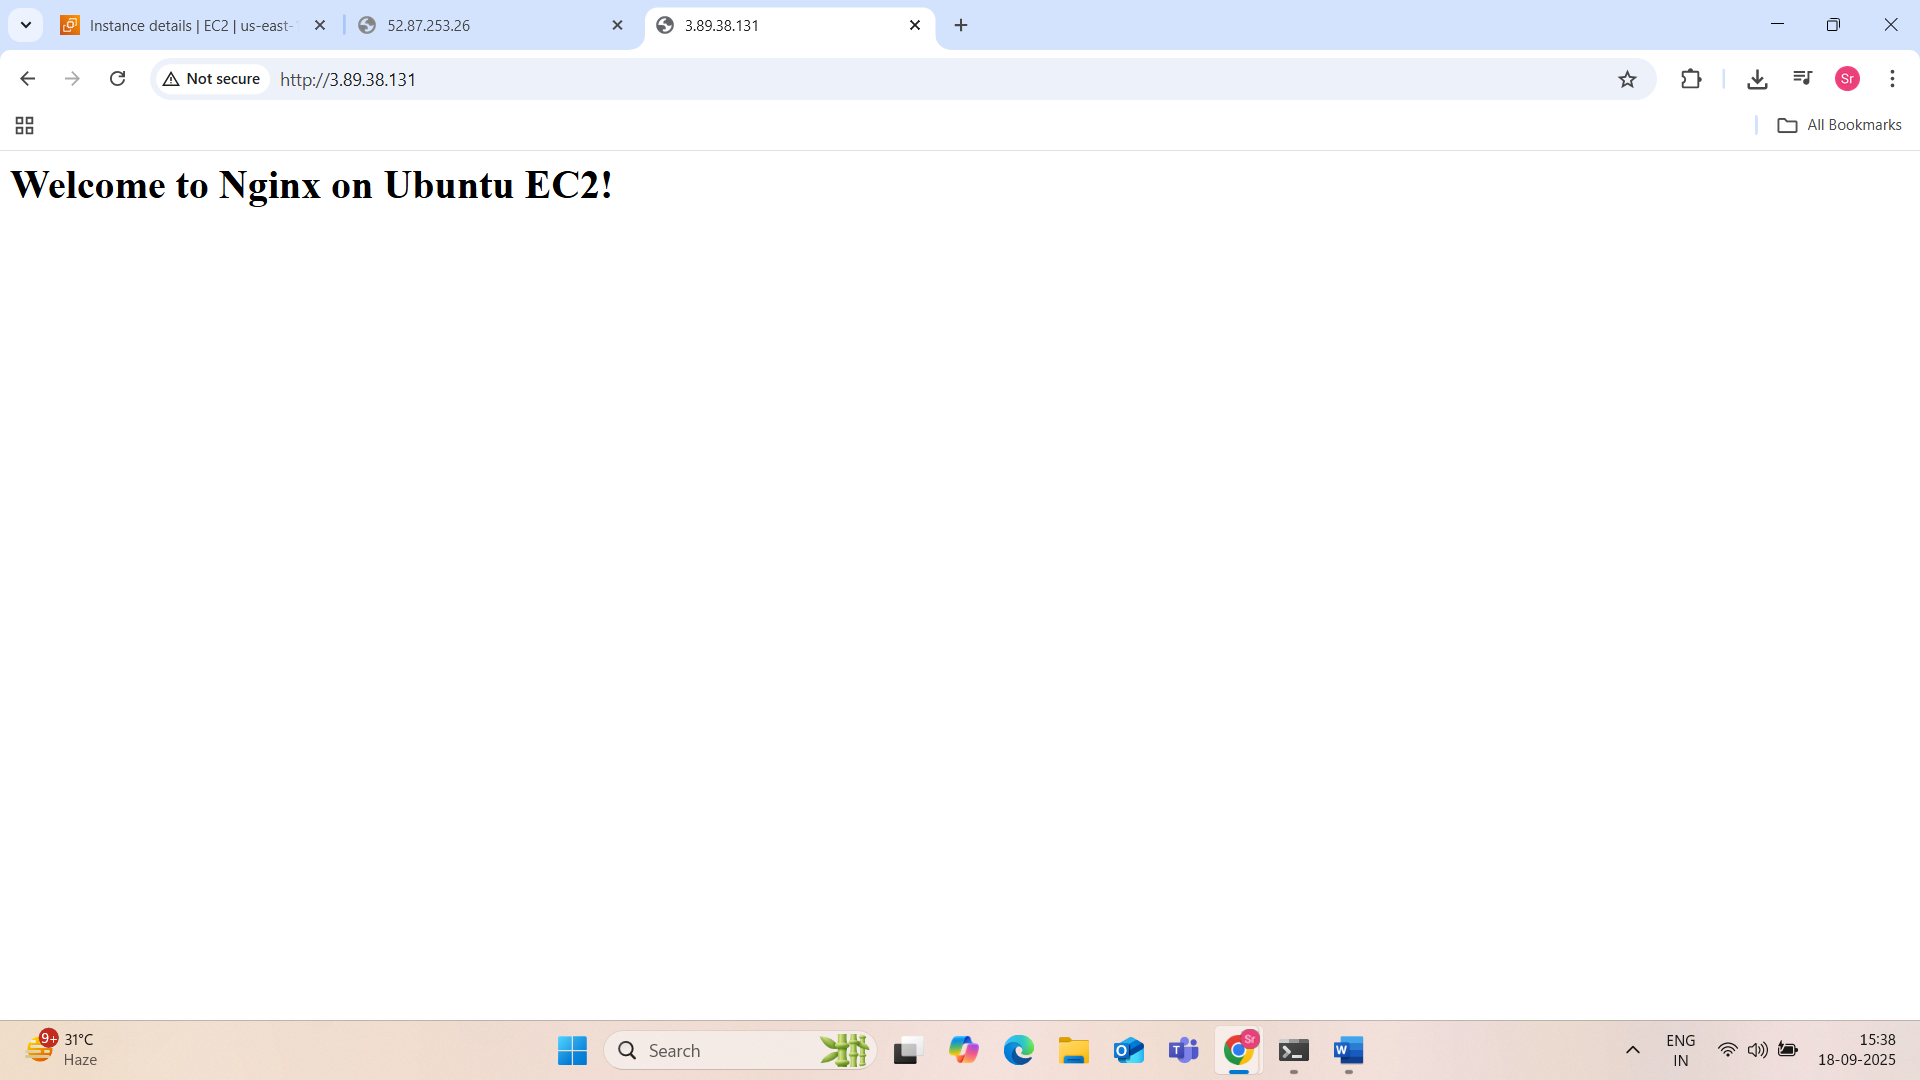 Instance details | EC2 | us-east-
52.87.253.26
3.89.38.131
Not secure
http://3.89.38.131
Sr
All Bookmarks
Welcome to Nginx on Ubuntu EC2!
9+
31°C
Haze
Search
Sr
ENG
IN
15:38
18-09-2025